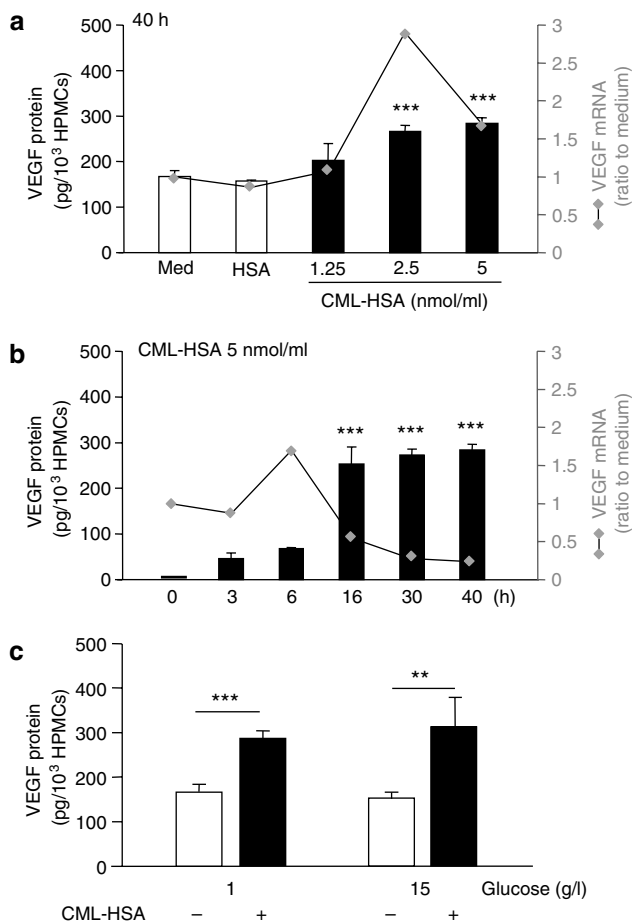 a
40 h
VEGF protein
(pg/10³ HPMCs)
500
400
300
200
100
0
*** ***
3
2.5
2
1.5
1
0.5
0
VEGF mRNA
(ratio to medium)
Med HSA 1.25 2.5 5
CML-HSA (nmol/ml)
b
CML-HSA 5 nmol/ml
VEGF protein
(pg/10³ HPMCs)
500
400
300
200
100
0
*** *** ***
3
2.5
2
1.5
1
0.5
0
VEGF mRNA
(ratio to medium)
0 3 6 16 30 40 (h)
c
VEGF protein
(pg/10³ HPMCs)
500
400
300
200
100
0
*** **
1 15 Glucose (g/l)
CML-HSA – + – +